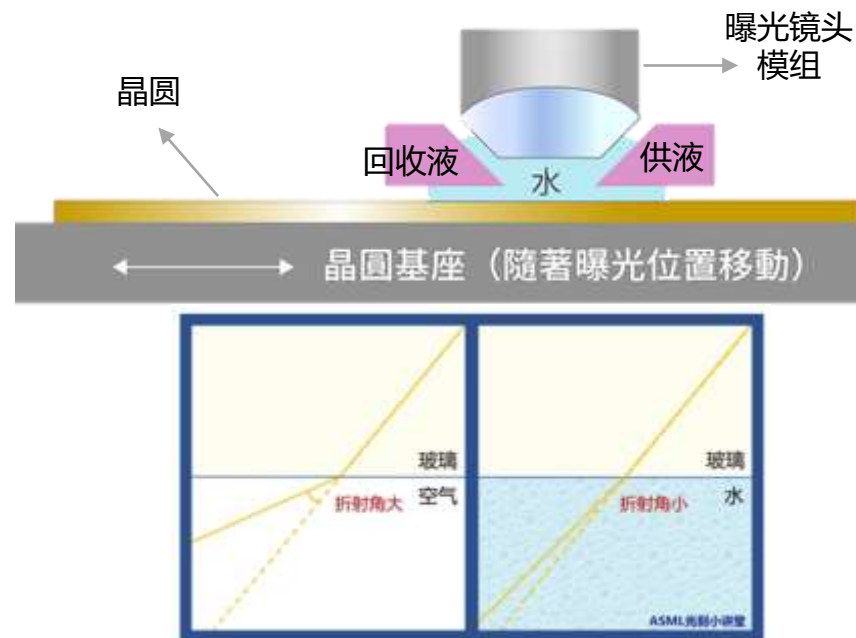 曝光镜头
模组
晶圆
回收液
供液
水
晶圓基座（隨著曝光位置移動）
玻璃
空气
折射角大
玻璃
水
折射角小
ASML光刻小讲堂